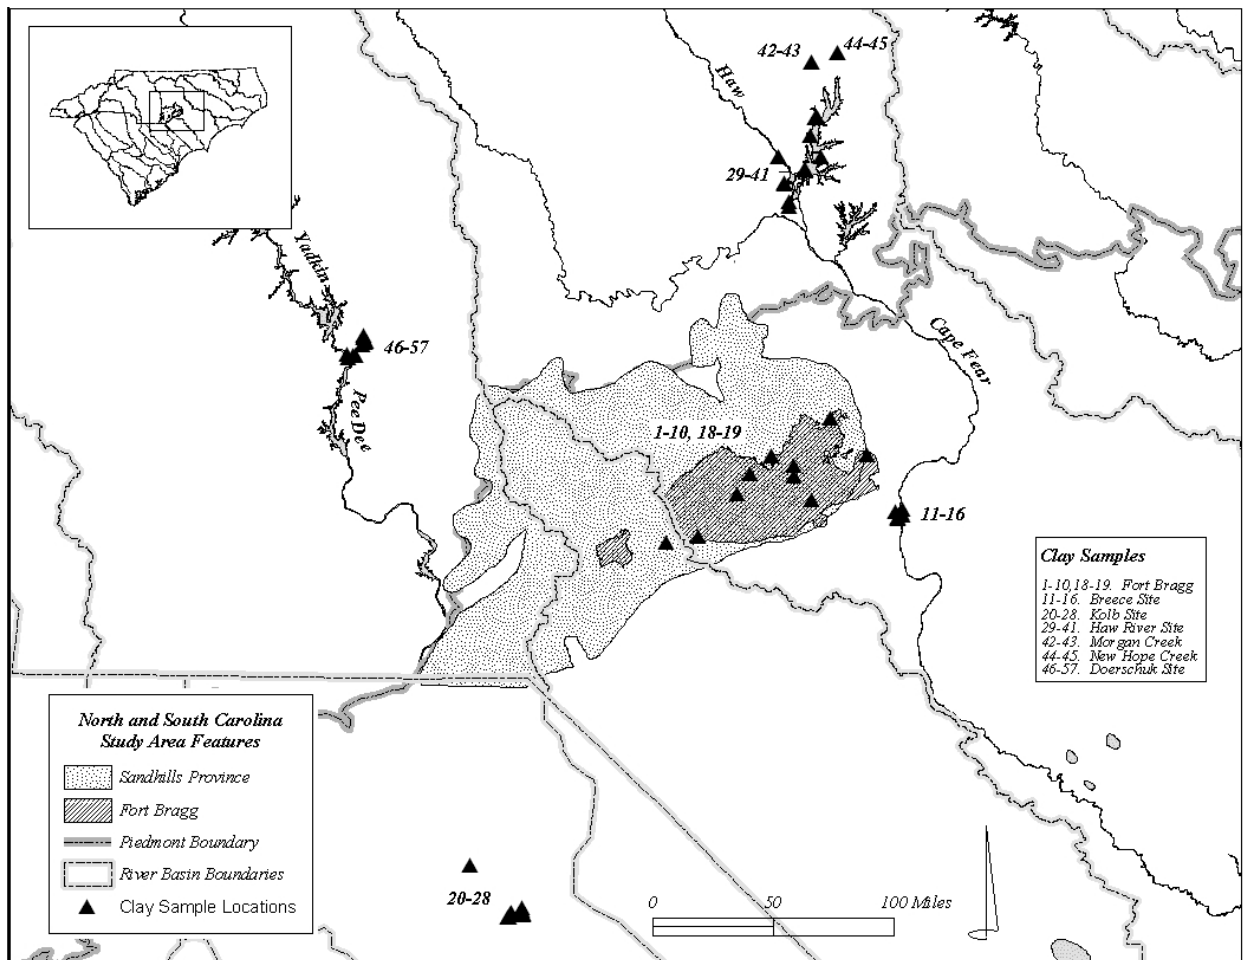 42-43
44-45
Haw
29-41
Yadkin
46-57
Pee Dee
Cape Fear
1-10, 18-19
11-16
Clay Samples
1-10,18-19. Fort Bragg
11-16. Breece Site
20-28. Kolb Site
29-41. Haw River Site
42-43. Morgan Creek
44-45. New Hope Creek
46-57. Doerschuk Site
North and South Carolina
Study Area Features
Sandhills Province
Fort Bragg
Piedmont Boundary
River Basin Boundaries
Clay Sample Locations
20-28
0 50 100 Miles